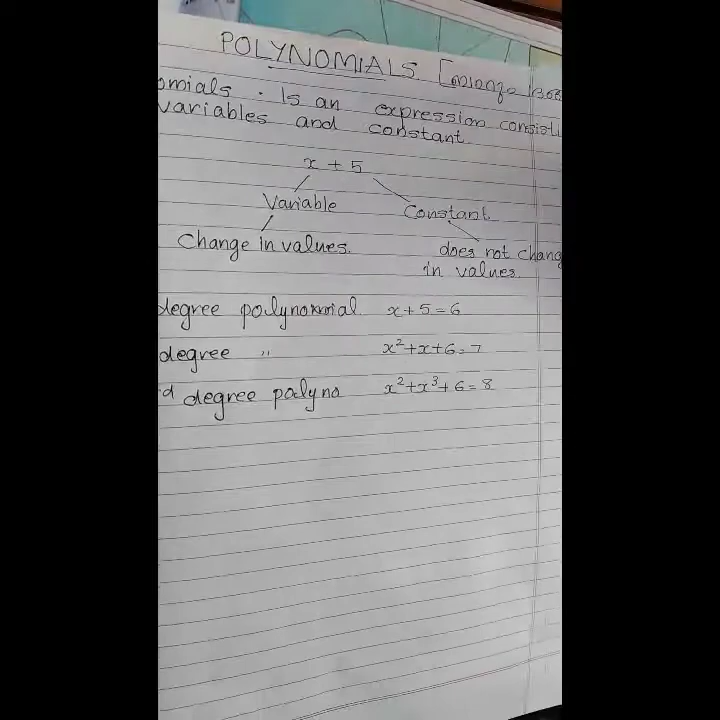 POLYNOMIALS
omials. Is an expression consisti
variables and constant
x + 5
Variable
Constant
Change in values.
does not chang
in values.
degree polynomial x+5=6
degree " x²+x+6=7
d degree polyno x²+x³+6=8